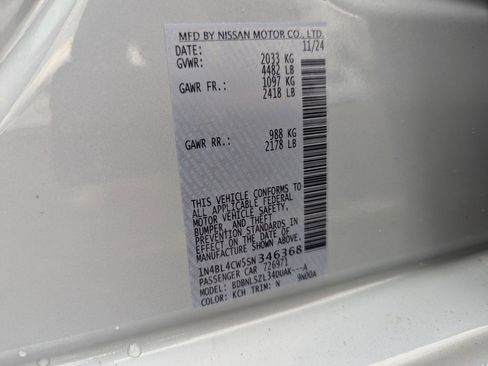 MFD BY NISSAN MOTOR CO., LTD.
DATE: 11/24
GVWR: 2033 KG
4482 LB
GAWR FR.: 1097 KG
2418 LB
GAWR RR.: 988 KG
2178 LB
THIS VEHICLE CONFORMS TO
ALL APPLICABLE FEDERAL
MOTOR VEHICLE SAFETY,
BUMPER, AND THEFT
PREVENTION STANDARDS IN
EFFECT ON THE DATE OF
MANUFACTURE SHOWN ABOVE.
1N4BL4CW5SN346368
PASSENGER CAR 726971
MODEL: BDBNLSZL34DUAK---A
COLOR: KCH TRIM: N 9N00A